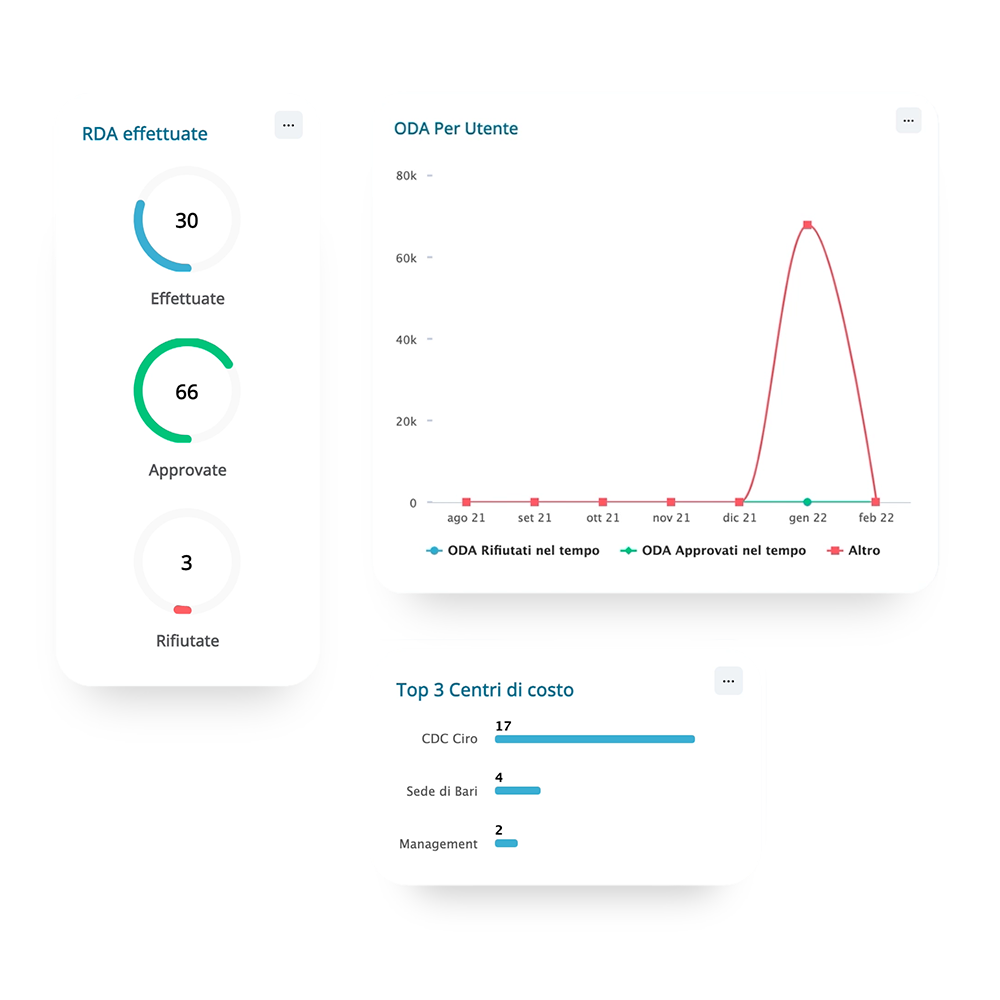 RDA effettuate
...
30
Effettuate
66
Approvate
3
Rifiutate
ODA Per Utente
...
80k
60k
40k
20k
0
ago 21 set 21 ott 21 nov 21 dic 21 gen 22 feb 22
ODA Rifiutati nel tempo ODA Approvati nel tempo Altro
Top 3 Centri di costo
...
17
CDC Ciro
4
Sede di Bari
2
Management